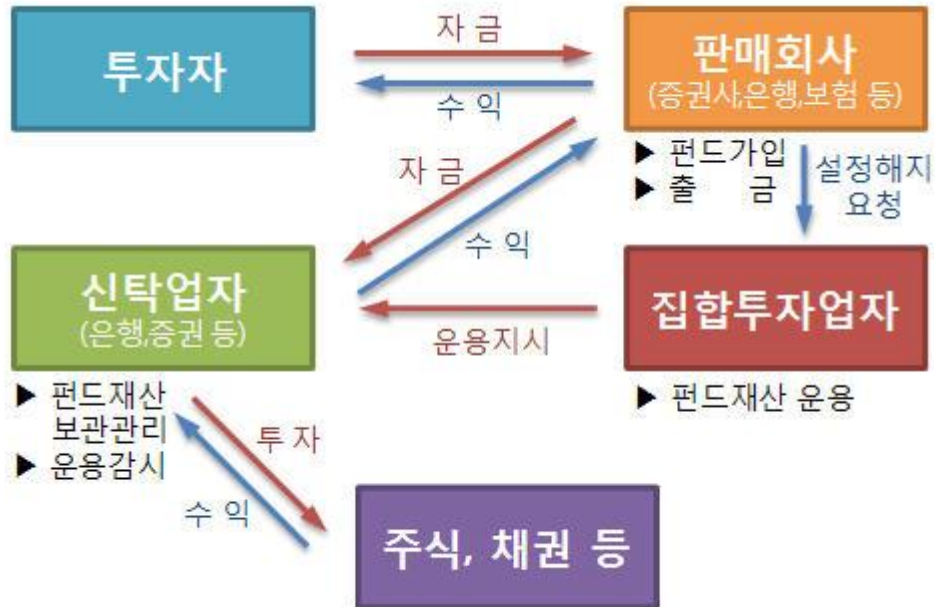 투자자
자 금
수 익
판매회사
(증권사,은행,보험 등)
▶ 펀드가입
▶ 출 금
설정해지
요청
자 금
수 익
신탁업자
(은행,증권 등)
운용지시
집합투자업자
▶ 펀드재산 운용
▶ 펀드재산
보관관리
▶ 운용감시
투 자
수 익
주식, 채권 등